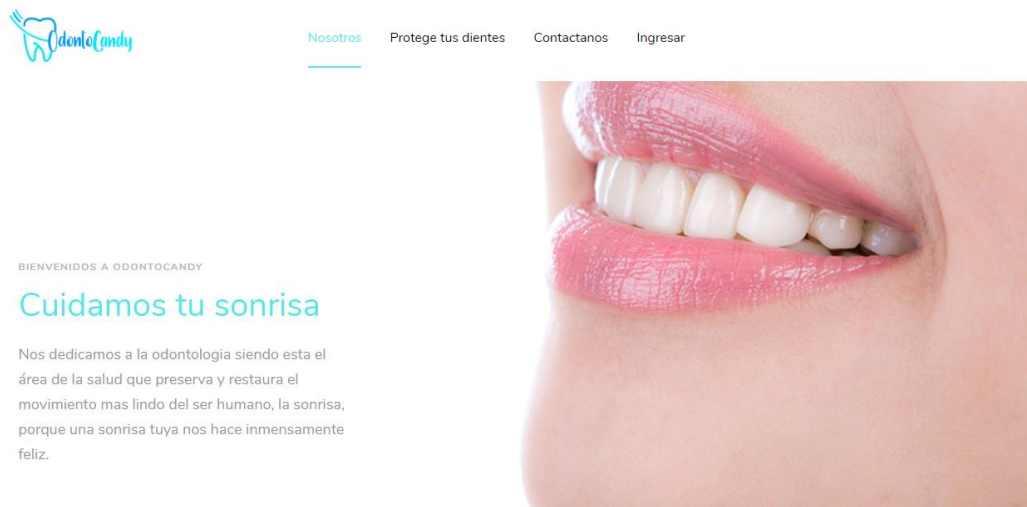 OdontoCandy
Nosotros Protege tus dientes Contactanos Ingresar
BIENVENIDOS A ODONTOCANDY
Cuidamos tu sonrisa
Nos dedicamos a la odontologia siendo esta el
área de la salud que preserva y restaura el
movimiento mas lindo del ser humano, la sonrisa,
porque una sonrisa tuya nos hace inmensamente
feliz.